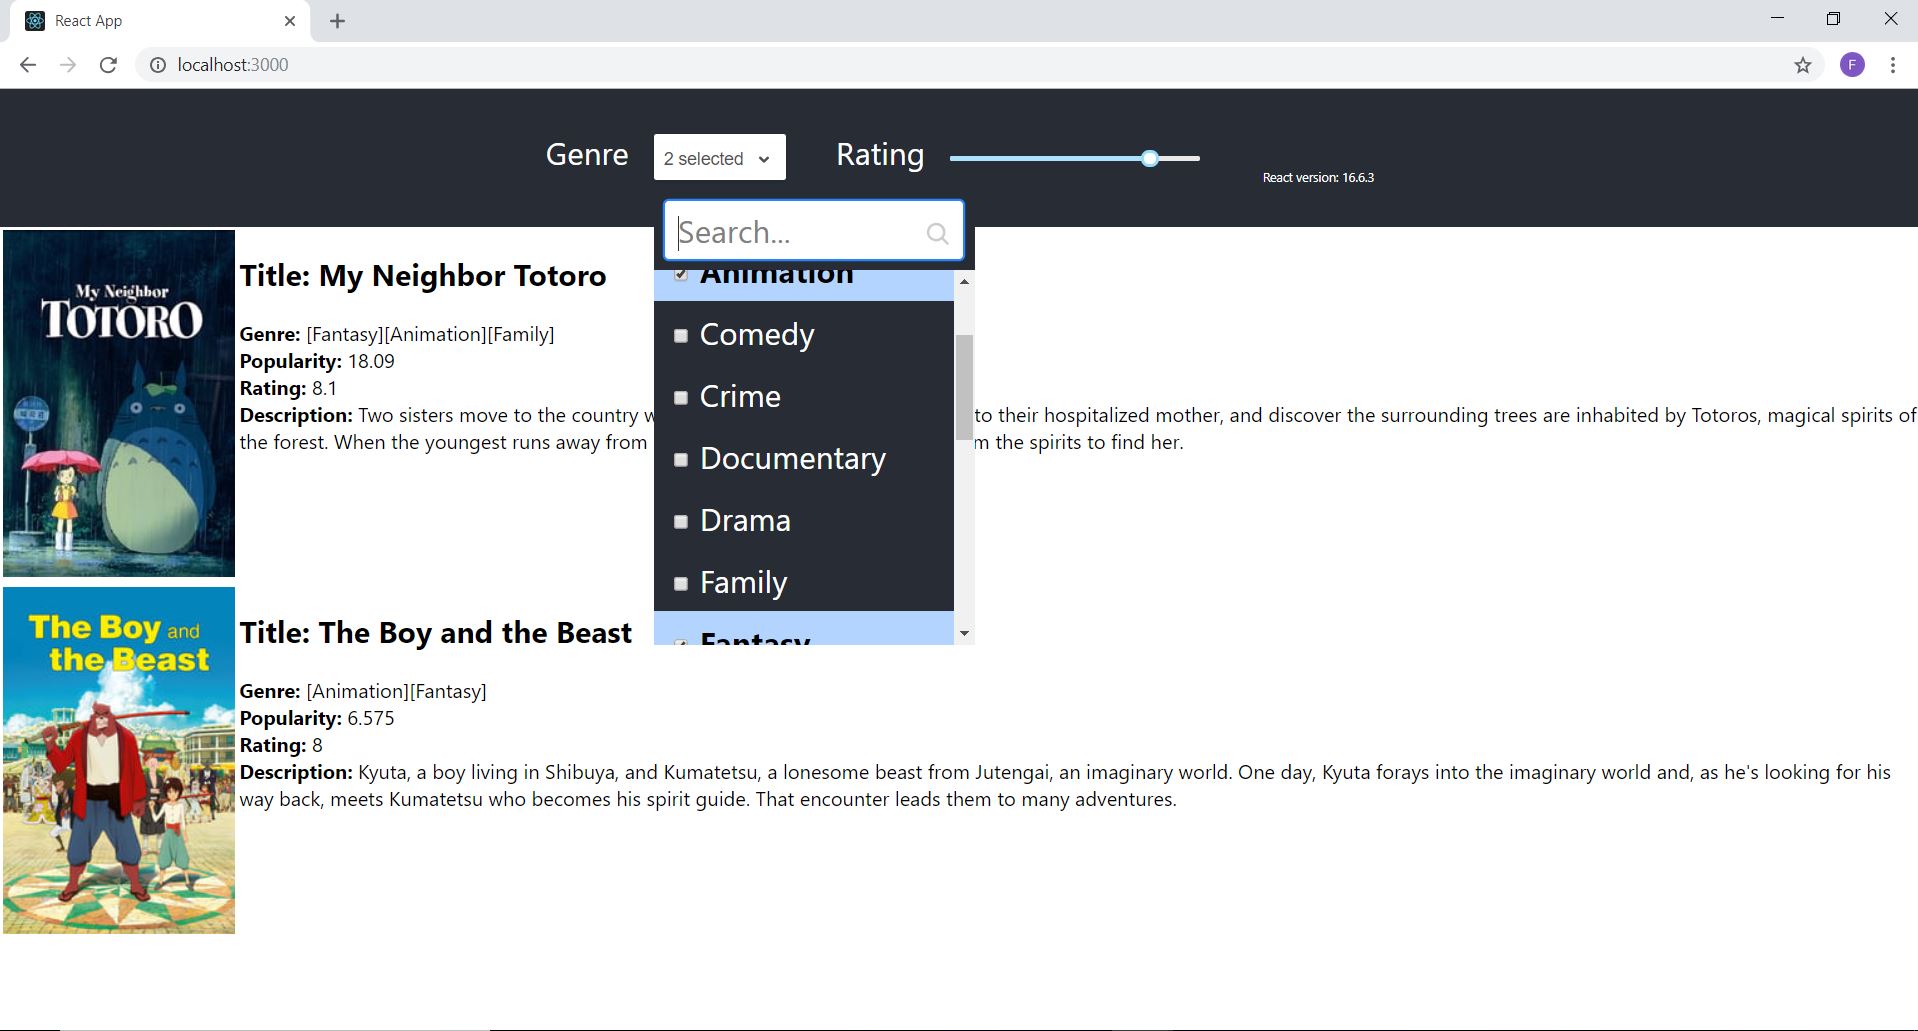 React App
localhost:3000
F
Genre
2 selected
Rating
React version: 16.6.3
Search...
Animation
Comedy
Crime
Documentary
Drama
Family
Fantasy
My Neighbor
TOTORO
Title: My Neighbor Totoro
Genre: [Fantasy][Animation][Family]
Popularity: 18.09
Rating: 8.1
Description: Two sisters move to the country w to their hospitalized mother, and discover the surrounding trees are inhabited by Totoros, magical spirits of
the forest. When the youngest runs away from m the spirits to find her.
The Boy and
the Beast
Title: The Boy and the Beast
Genre: [Animation][Fantasy]
Popularity: 6.575
Rating: 8
Description: Kyuta, a boy living in Shibuya, and Kumatetsu, a lonesome beast from Jutengai, an imaginary world. One day, Kyuta forays into the imaginary world and, as he's looking for his
way back, meets Kumatetsu who becomes his spirit guide. That encounter leads them to many adventures.